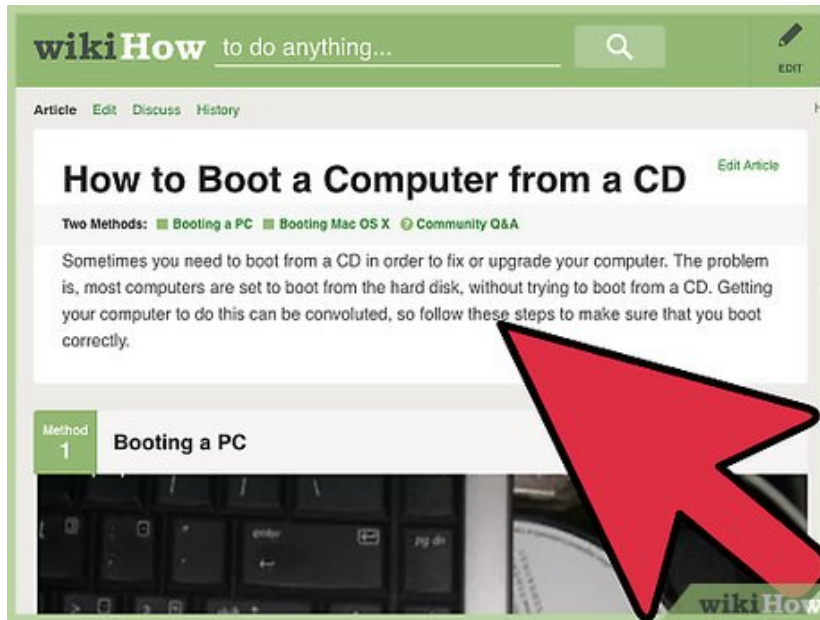 wikiHow to do anything...
EDIT
Article Edit Discuss History
How to Boot a Computer from a CD
Edit Article
Two Methods: Booting a PC Booting Mac OS X Community Q&A
Sometimes you need to boot from a CD in order to fix or upgrade your computer. The problem
is, most computers are set to boot from the hard disk, without trying to boot from a CD. Getting
your computer to do this can be convoluted, so follow these steps to make sure that you boot
correctly.
Method
1
Booting a PC
enter
pg dn
shift
wikiHow